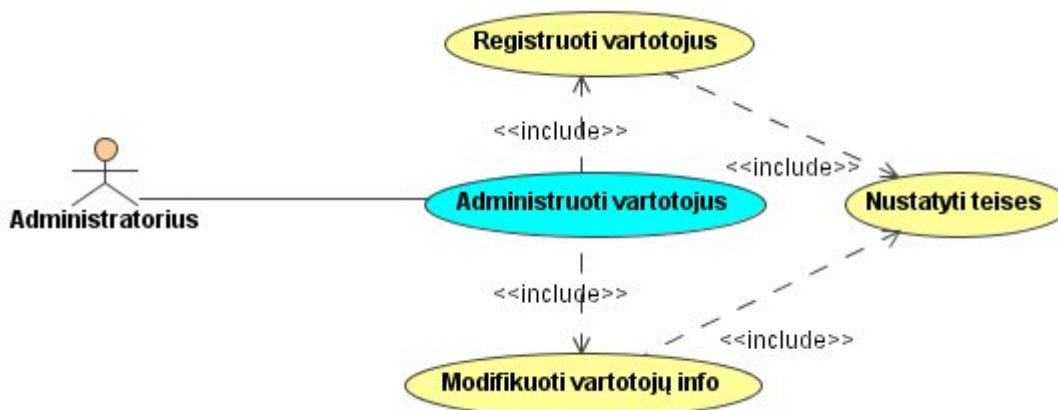 Registruoti vartotojus
<<include>>
<<include>>
Administratorius
Administruoti vartotojus
Nustatyti teises
<<include>>
<<include>>
Modifikuoti vartotojų info